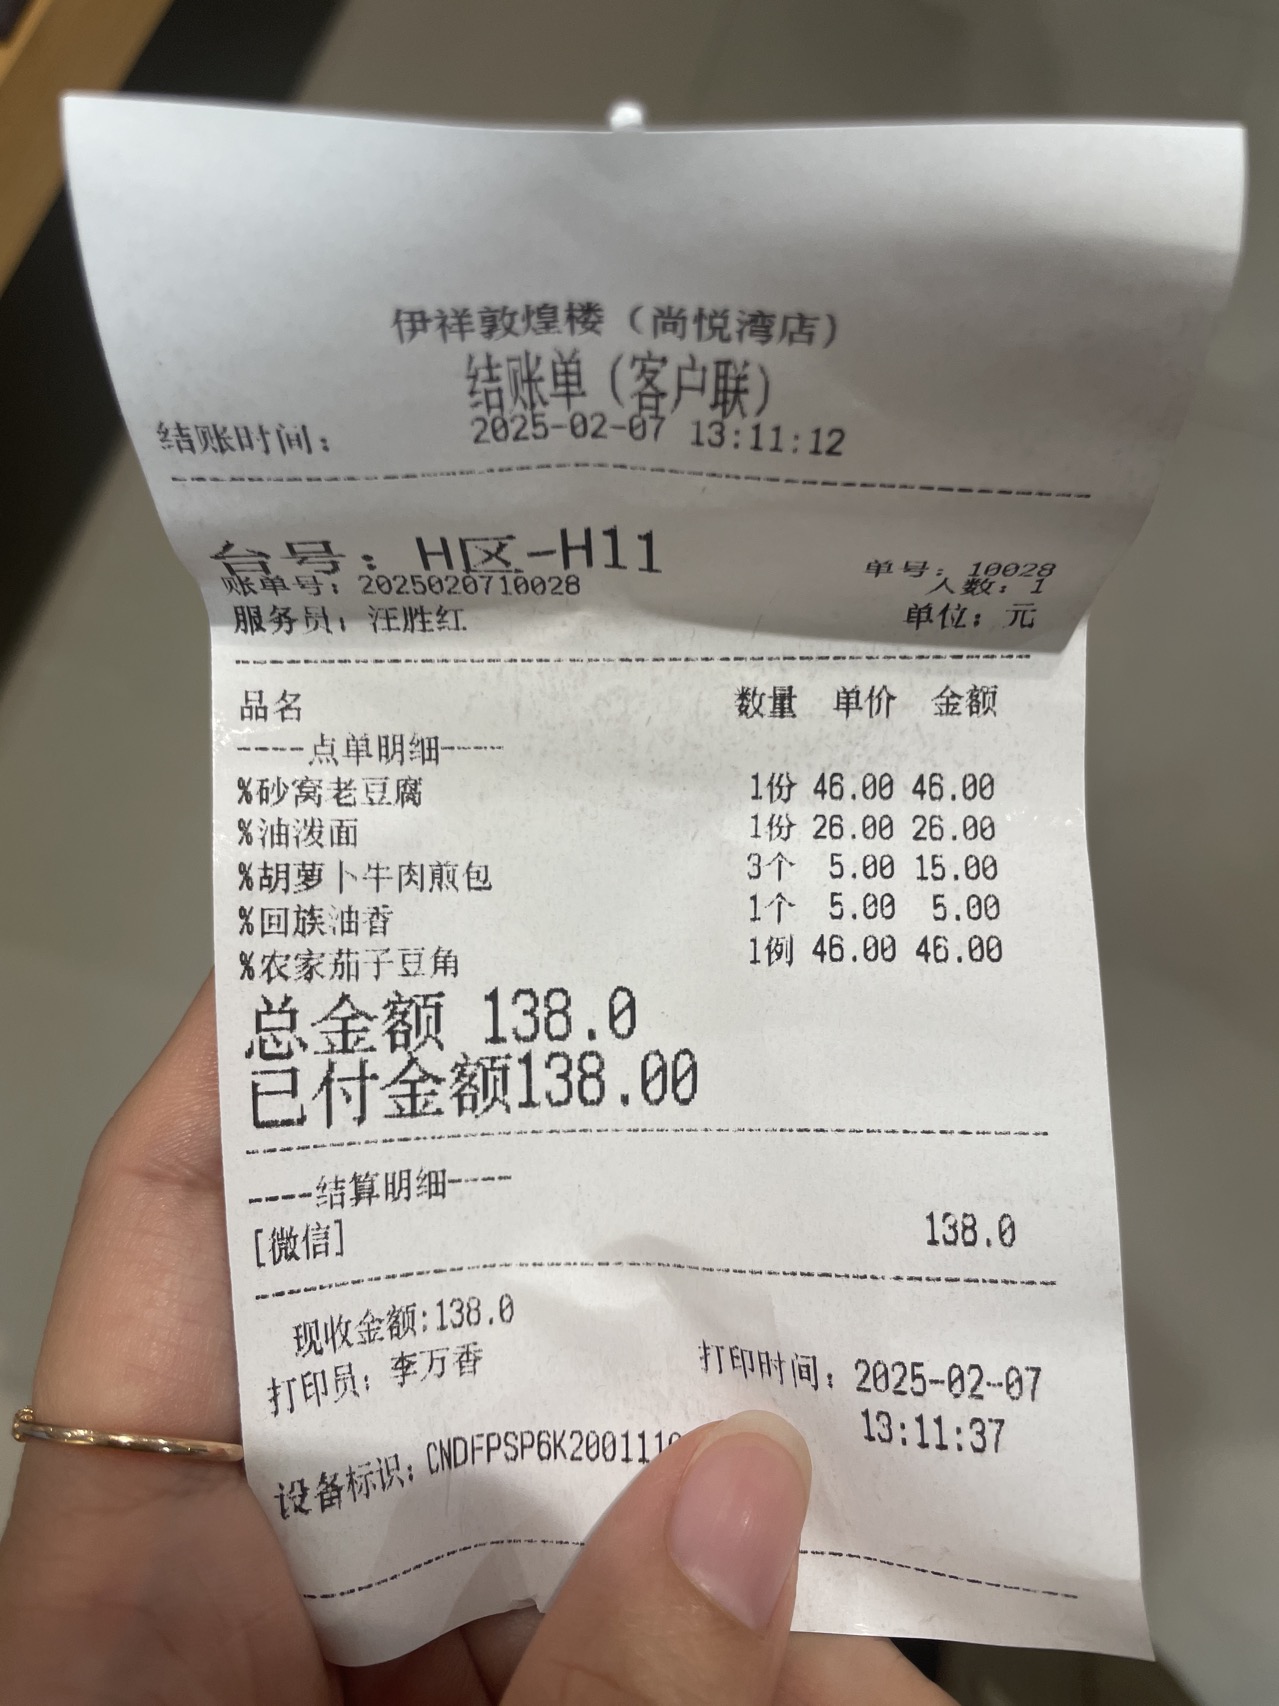 伊祥敦煌楼（尚悦湾店）
结账单（客户联）
结账时间： 2025-02-07 13:11:12
台号：H区-H11 单号：10028
账单号：2025020710028 人数：1
服务员：汪胜红 单位：元
品名 数量 单价 金额
----点单明细----
%砂窝老豆腐 1份 46.00 46.00
%油泼面 1份 26.00 26.00
%胡萝卜牛肉煎包 3个 5.00 15.00
%回族油香 1个 5.00 5.00
%农家茄子豆角 1例 46.00 46.00
总金额 138.0
已付金额138.00
----结算明细----
[微信] 138.0
现收金额:138.0
打印员：李万香 打印时间：2025-02-07
13:11:37
设备标识：CNDFPSP6K2001110